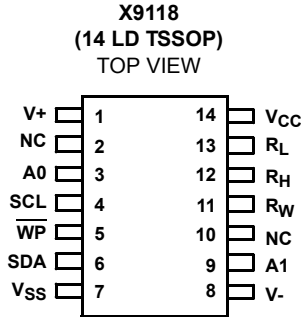 X9118
(14 LD TSSOP)
TOP VIEW
V+ 1 14 VCC
NC 2 13 RL
A0 3 12 RH
SCL 4 11 RW
WP 5 10 NC
SDA 6 9 A1
VSS 7 8 V-